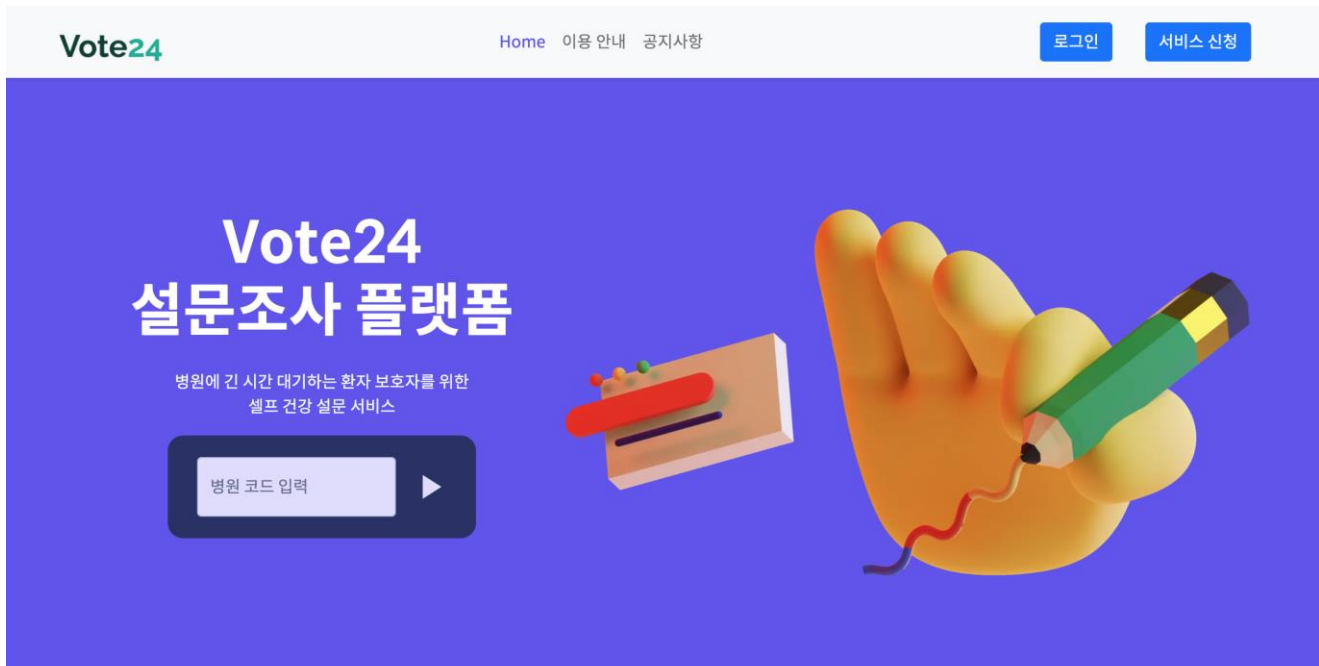 Vote24
Home 이용 안내 공지사항
로그인
서비스 신청
Vote24
설문조사 플랫폼
병원에 긴 시간 대기하는 환자 보호자를 위한
셀프 건강 설문 서비스
병원 코드 입력